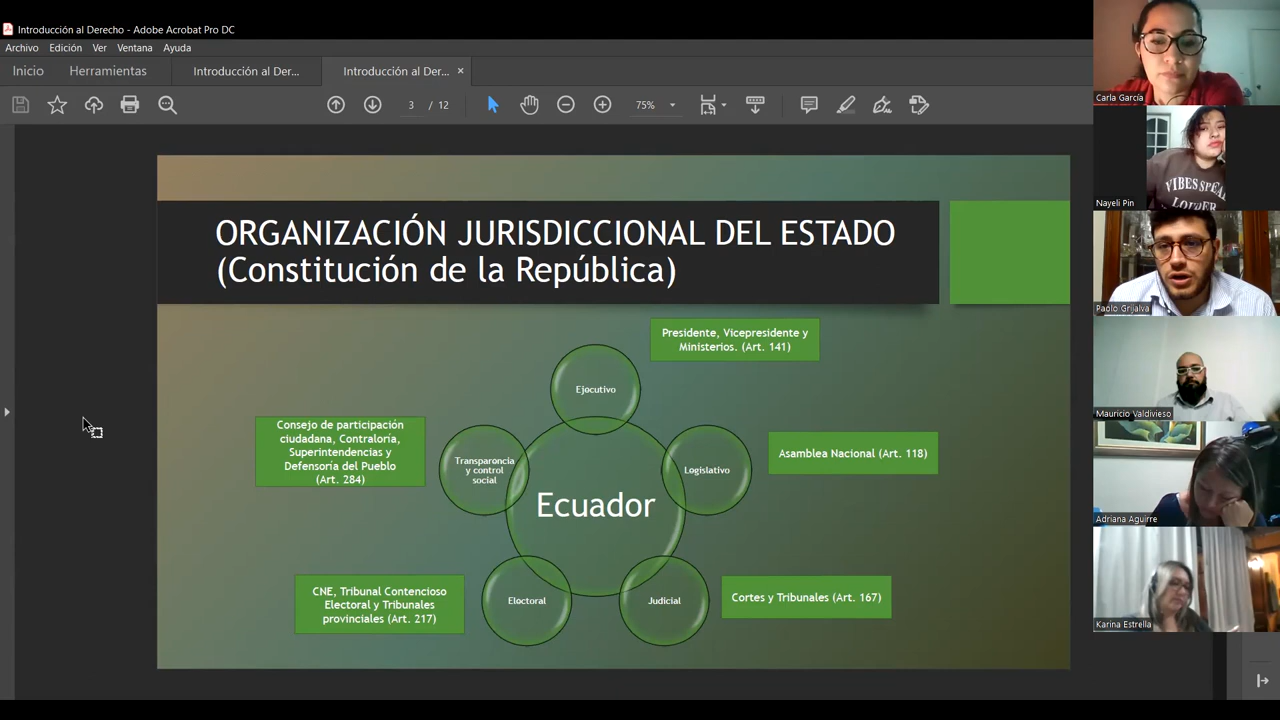 Introducción al Derecho - Adobe Acrobat Pro DC
Archivo Edición Ver Ventana Ayuda
Inicio Herramientas Introducción al Der... Introducción al Der... ×
3 / 12 75%
ORGANIZACIÓN JURISDICCIONAL DEL ESTADO
(Constitución de la República)
Presidente, Vicepresidente y
Ministerios. (Art. 141)
Ejecutivo
Consejo de participación
ciudadana, Contraloría,
Superintendencias y
Defensoría del Pueblo
(Art. 284)
Transparencia
y control
social
Legislativo
Asamblea Nacional (Art. 118)
Ecuador
CNE, Tribunal Contencioso
Electoral y Tribunales
provinciales (Art. 217)
Electoral
Judicial
Cortes y Tribunales (Art. 167)
Carla García
VIBES SPEA
LOUDER
Nayeli Pin
Paolo Grijalva
Mauricio Valdivieso
Adriana Aguirre
Karina Estrella